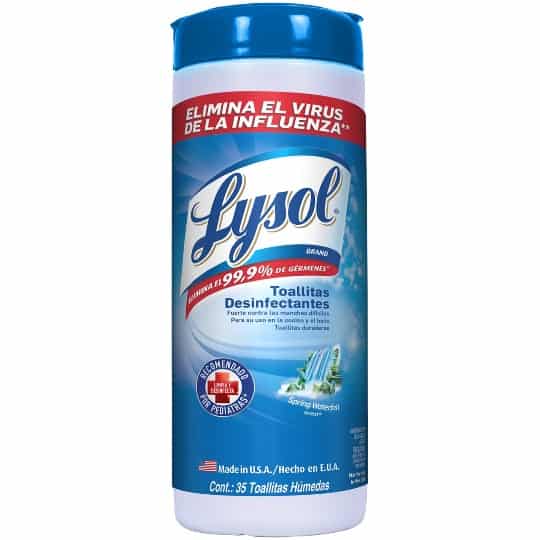 ELIMINA EL VIRUS
DE LA INFLUENZA**
Lysol®
BRAND
ELIMINA EL 99,9% DE GÉRMENES*
Toallitas
Desinfectantes
Fuerte contra las manchas difíciles
Para su uso en la cocina y el baño
Toallitas duraderas
RECOMENDADO
LIMPIA Y
DESINFECTA
POR PEDIATRAS*
Spring Waterfall
Made in U.S.A./Hecho en E.U.A.
Cont.: 35 Toallitas Húmedas